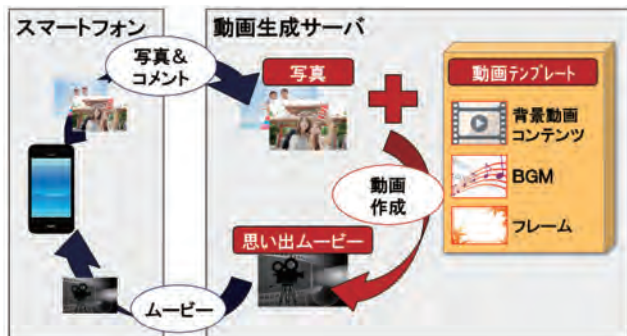 スマートフォン
動画生成サーバ
写真&
コメント
写真
動画テンプレート
背景動画
コンテンツ
BGM
フレーム
動画
作成
思い出ムービー
ムービー